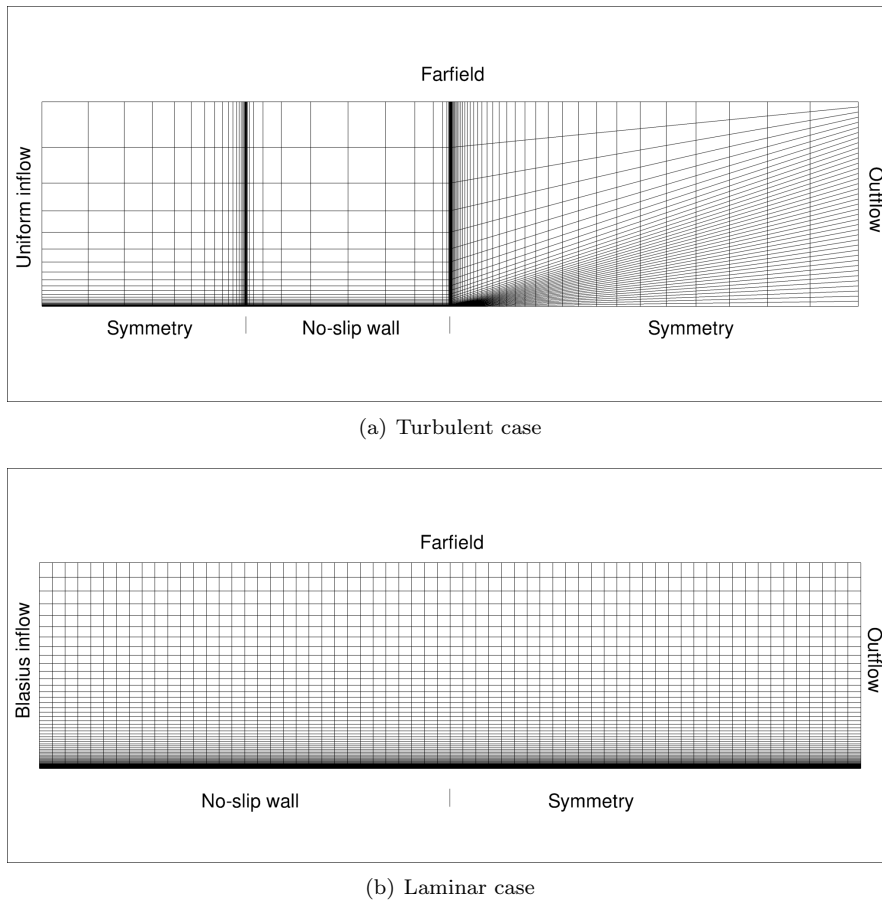 Farfield
Uniform inflow
Outflow
Symmetry
No-slip wall
Symmetry
(a) Turbulent case
Farfield
Blasius inflow
Outflow
No-slip wall
Symmetry
(b) Laminar case